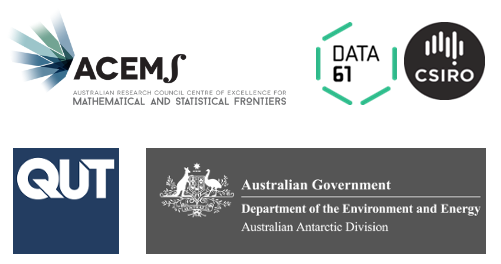 ACEMS
AUSTRALIAN RESEARCH COUNCIL CENTRE OF EXCELLENCE FOR
MATHEMATICAL AND STATISTICAL FRONTIERS
DATA
61
CSIRO
QUT
Australian Government
Department of the Environment and Energy
Australian Antarctic Division